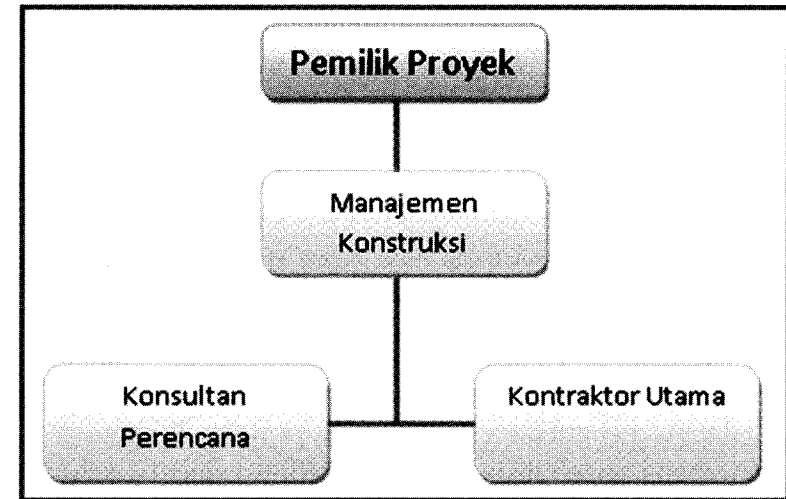 Pemilik Proyek
Manajemen
Konstruksi
Konsultan
Perencana
Kontraktor Utama